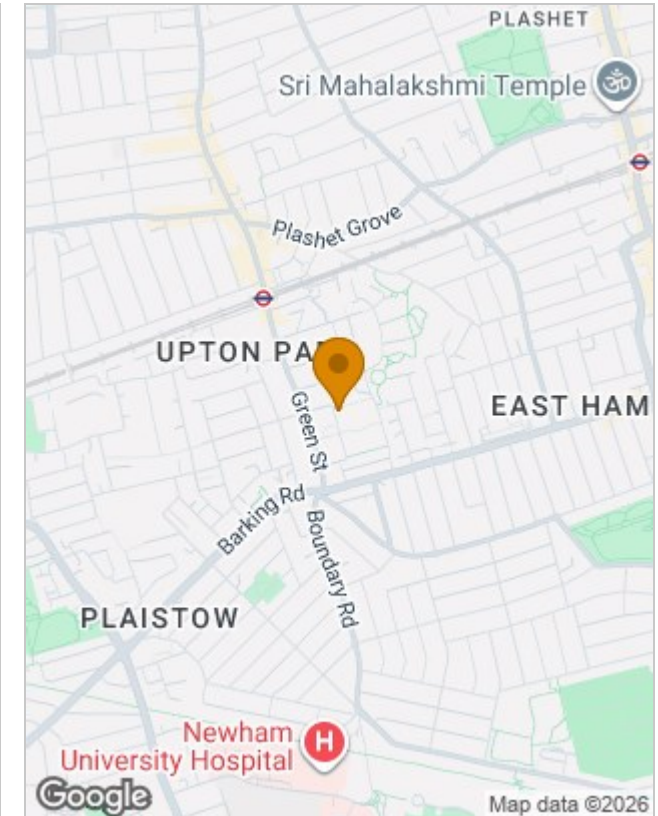 PLASHET
Sri Mahalakshmi Temple
Plashet Grove
UPTON PA
Green St
EAST HAM
Barking Rd
Boundary Rd
PLAISTOW
Newham
University Hospital
H
Google
Map data ©2026